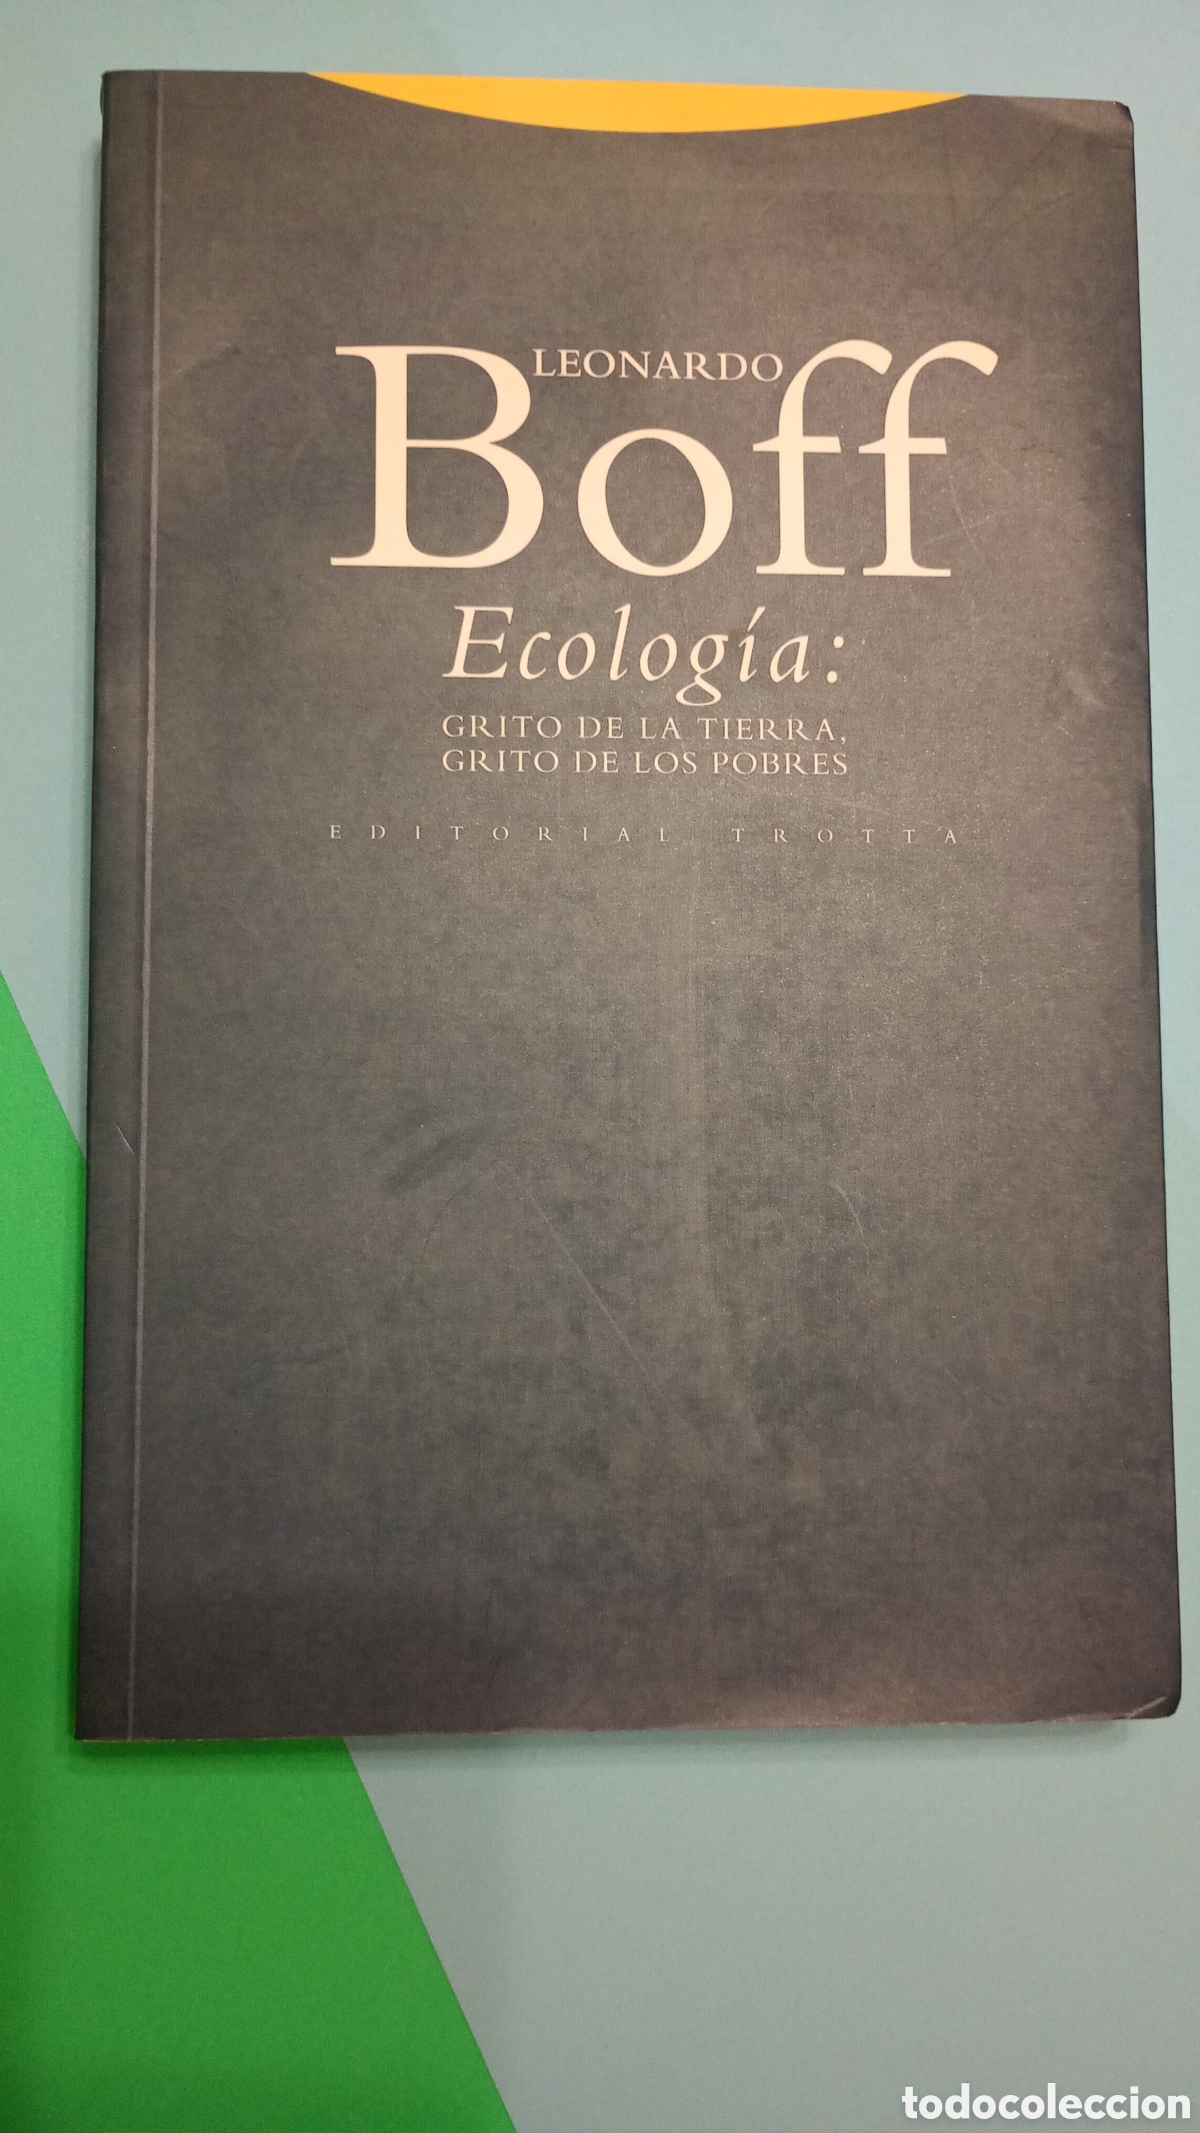 LEONARDO
Boff
Ecología:
GRITO DE LA TIERRA,
GRITO DE LOS POBRES
EDITORIAL TROTTA
todocoleccion